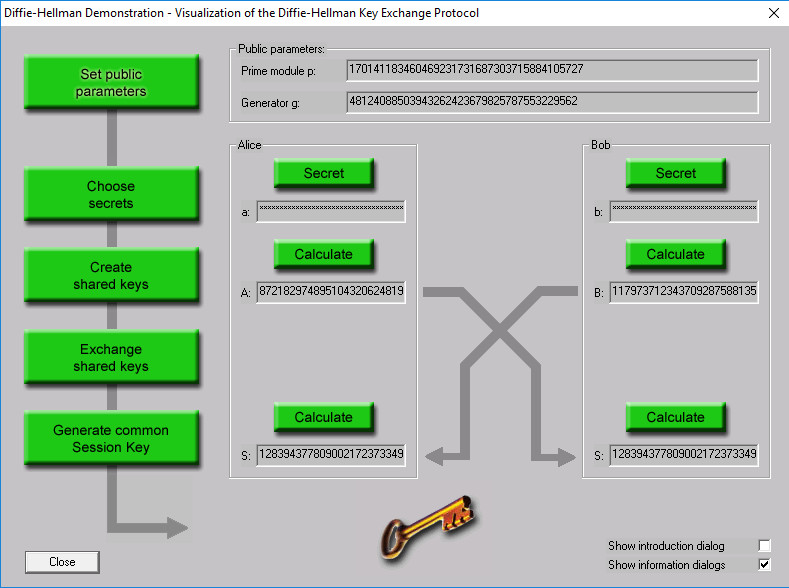 Diffie-Hellman Demonstration - Visualization of the Diffie-Hellman Key Exchange Protocol
Set public
parameters
Choose
secrets
Create
shared keys
Exchange
shared keys
Generate common
Session Key
Close
Public parameters:
Prime module p: 170141183460469231731687303715884105727
Generator g: 48124088503943262423679825787553229562
Alice
Secret
a: ************************************
Calculate
A: 872182974895104320624819
Calculate
S: 128394377809002172373349
Bob
Secret
b: ************************************
Calculate
B: 117973712343709287588135
Calculate
S: 128394377809002172373349
Show introduction dialog
Show information dialogs